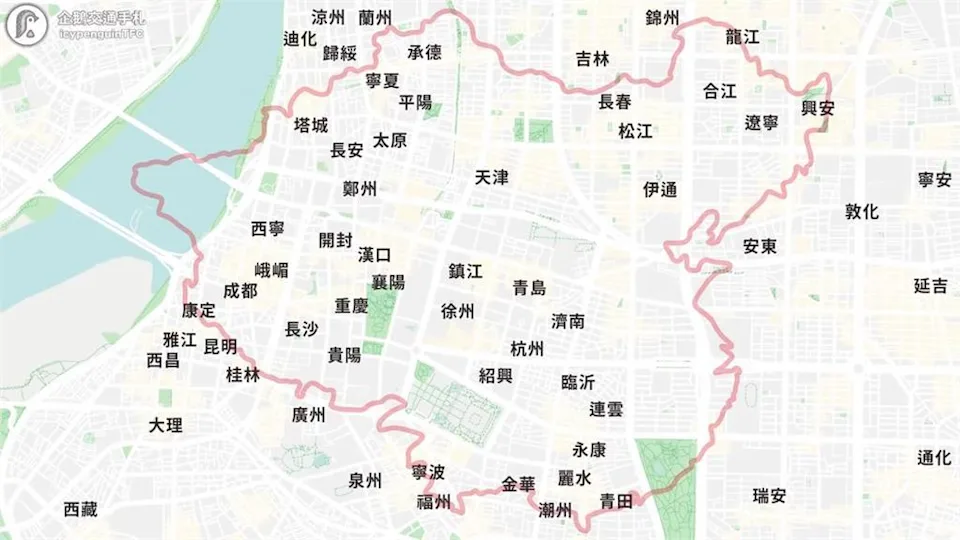 企鵝交通手札
icypenguinTFC
涼州
蘭州
錦州
迪化
龍江
歸綏
承德
吉林
寧夏
合江
平陽
長春
興安
塔城
松江
遼寧
太原
長安
天津
寧安
鄭州
伊通
敦化
西寧
開封
安東
漢口
峨嵋
鎮江
襄陽
青島
延吉
成都
重慶
徐州
康定
濟南
長沙
雅江
昆明
杭州
西昌
貴陽
桂林
紹興
臨沂
連雲
廣州
大理
永康
通化
寧波
泉州
金華
麗水
瑞安
福州
青田
西藏
潮州